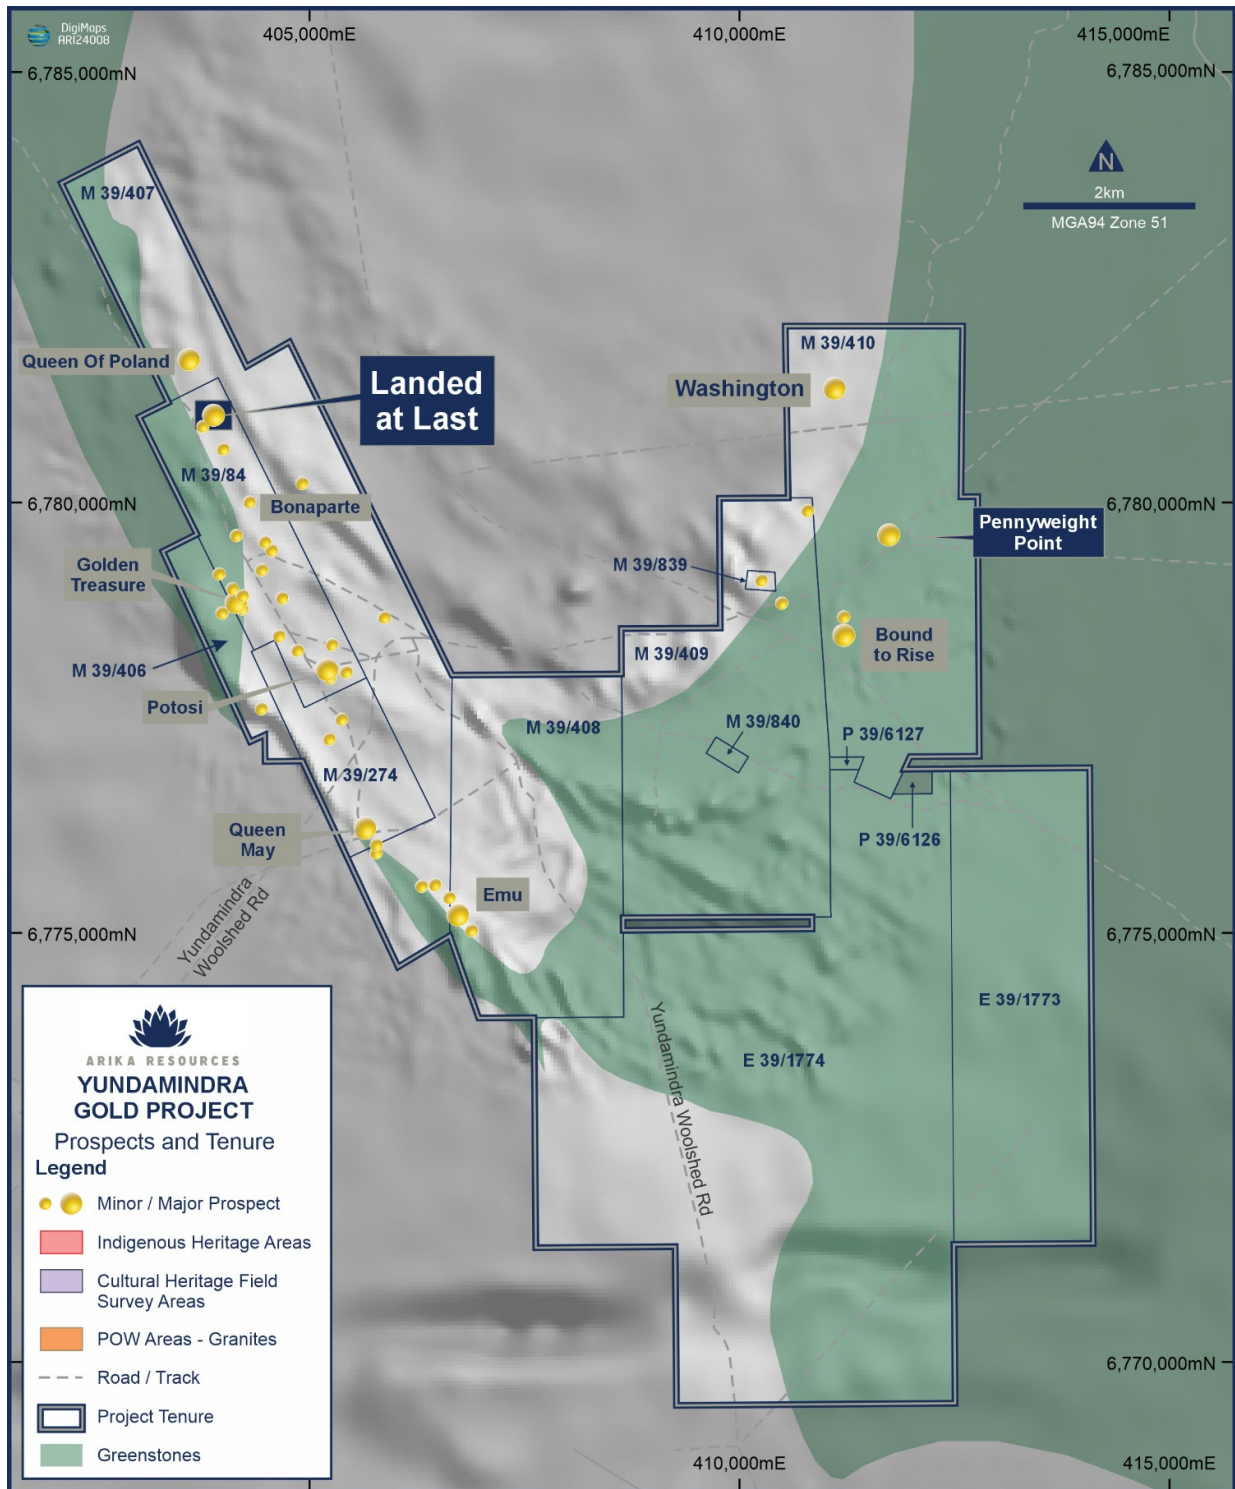 DigiMaps
ARI24008
405,000mE
410,000mE
415,000mE
6,785,000mN
6,785,000mN
N
2km
MGA94 Zone 51
M 39/407
Queen Of Poland
Landed
at Last
M 39/410
Washington
M 39/84
Bonaparte
6,780,000mN
6,780,000mN
Pennyweight
Point
Golden
Treasure
M 39/839
M 39/406
M 39/409
Bound
to Rise
Potosi
M 39/408
M 39/840
P 39/6127
M 39/274
Queen
May
P 39/6126
Emu
Yundamindra
Woolshed Rd
6,775,000mN
6,775,000mN
E 39/1773
Yundamindra Woolshed Rd
E 39/1774
ARIKA RESOURCES
YUNDAMINDRA
GOLD PROJECT
Prospects and Tenure
Legend
Minor / Major Prospect
Indigenous Heritage Areas
Cultural Heritage Field
Survey Areas
POW Areas - Granites
Road / Track
Project Tenure
Greenstones
6,770,000mN
410,000mE
415,000mE